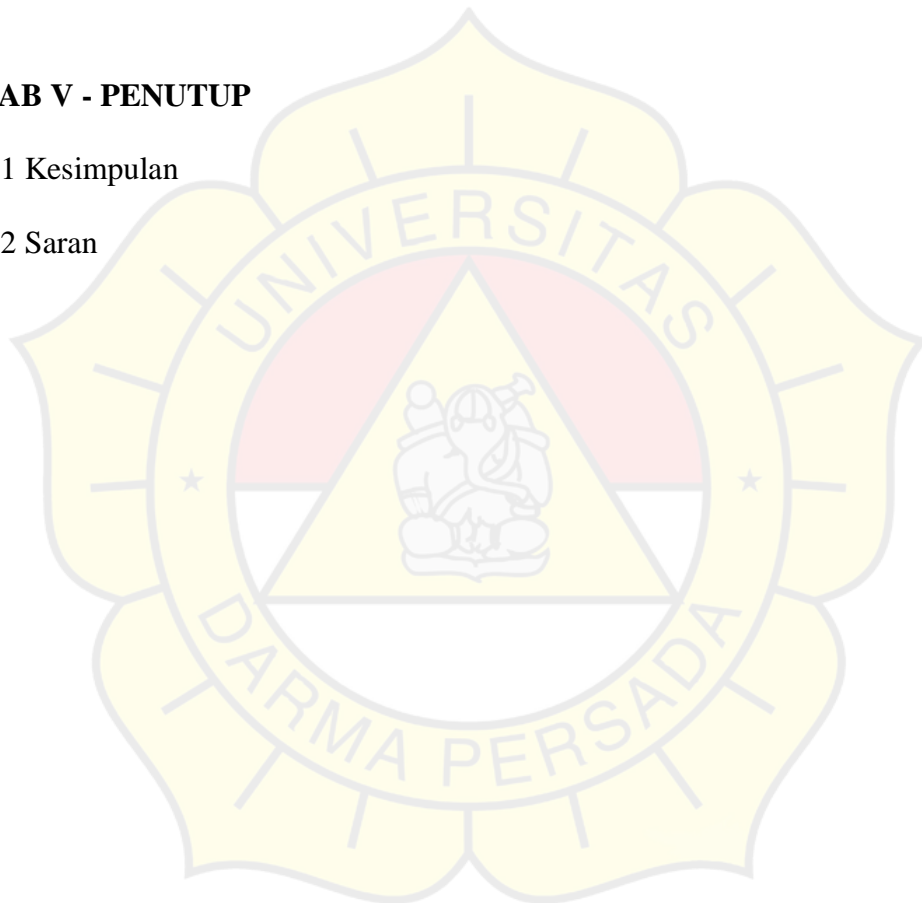 AB V - PENUTUP
1 Kesimpulan
2 Saran
UNIVERSITAS
DARMA PERSADA